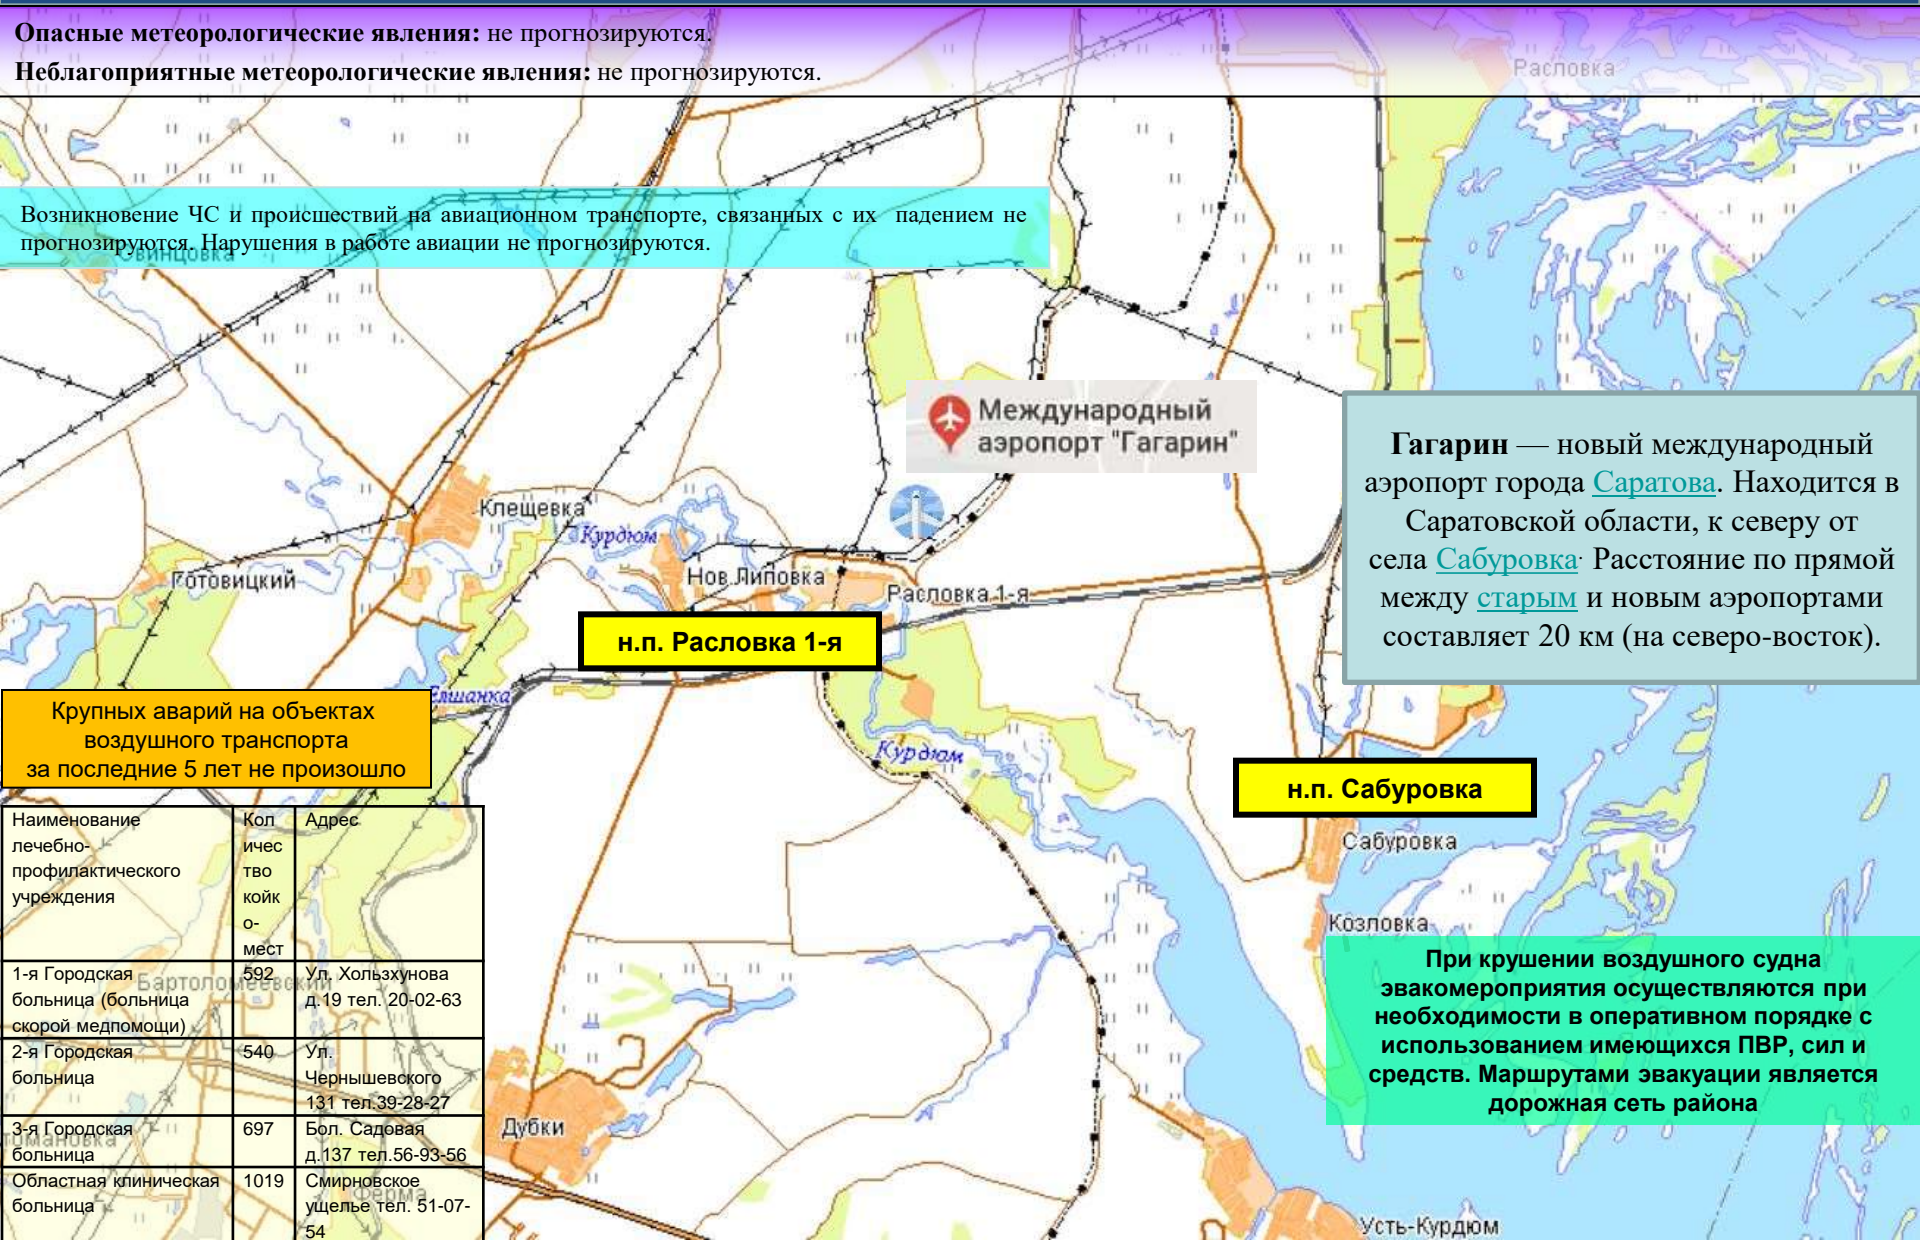 Опасные метеорологические явления: не прогнозируются.
Неблагоприятные метеорологические явления: не прогнозируются.
Расловка
Возникновение ЧС и происшествий на авиационном транспорте, связанных с их падением не
прогнозируются. Нарушения в работе авиации не прогнозируются.
Международный
аэропорт "Гагарин"
Гагарин — новый международный
аэропорт города Саратова. Находится в
Саратовской области, к северу от
села Сабуровка. Расстояние по прямой
между старым и новым аэропортами
составляет 20 км (на северо-восток).
Клещевка
Курдюм
Готовицкий
Нов.Липовка
Расловка 1-я
н.п. Расловка 1-я
Елшанка
Крупных аварий на объектах
воздушного транспорта
за последние 5 лет не произошло
Курдюм
н.п. Сабуровка
Сабуровка
Козловка
Наименование
лечебно-
профилактического
учреждения
Кол
ичес
тво
койк
о-
мест
Адрес
1-я Городская
больница (больница
скорой медпомощи)
592
Ул. Хользхунова
д.19 тел. 20-02-63
Бартоломеевский
2-я Городская
больница
540
Ул.
Чернышевского
131 тел.39-28-27
3-я Городская
больница
697
Бол. Садовая
д.137 тел.56-93-56
Областная клиническая
больница
1019
Смирновское
ущелье тел. 51-07-
54
Ферма
Дубки
При крушении воздушного судна
эвакомероприятия осуществляются при
необходимости в оперативном порядке с
использованием имеющихся ПВР, сил и
средств. Маршрутами эвакуации является
дорожная сеть района
Усть-Курдюм